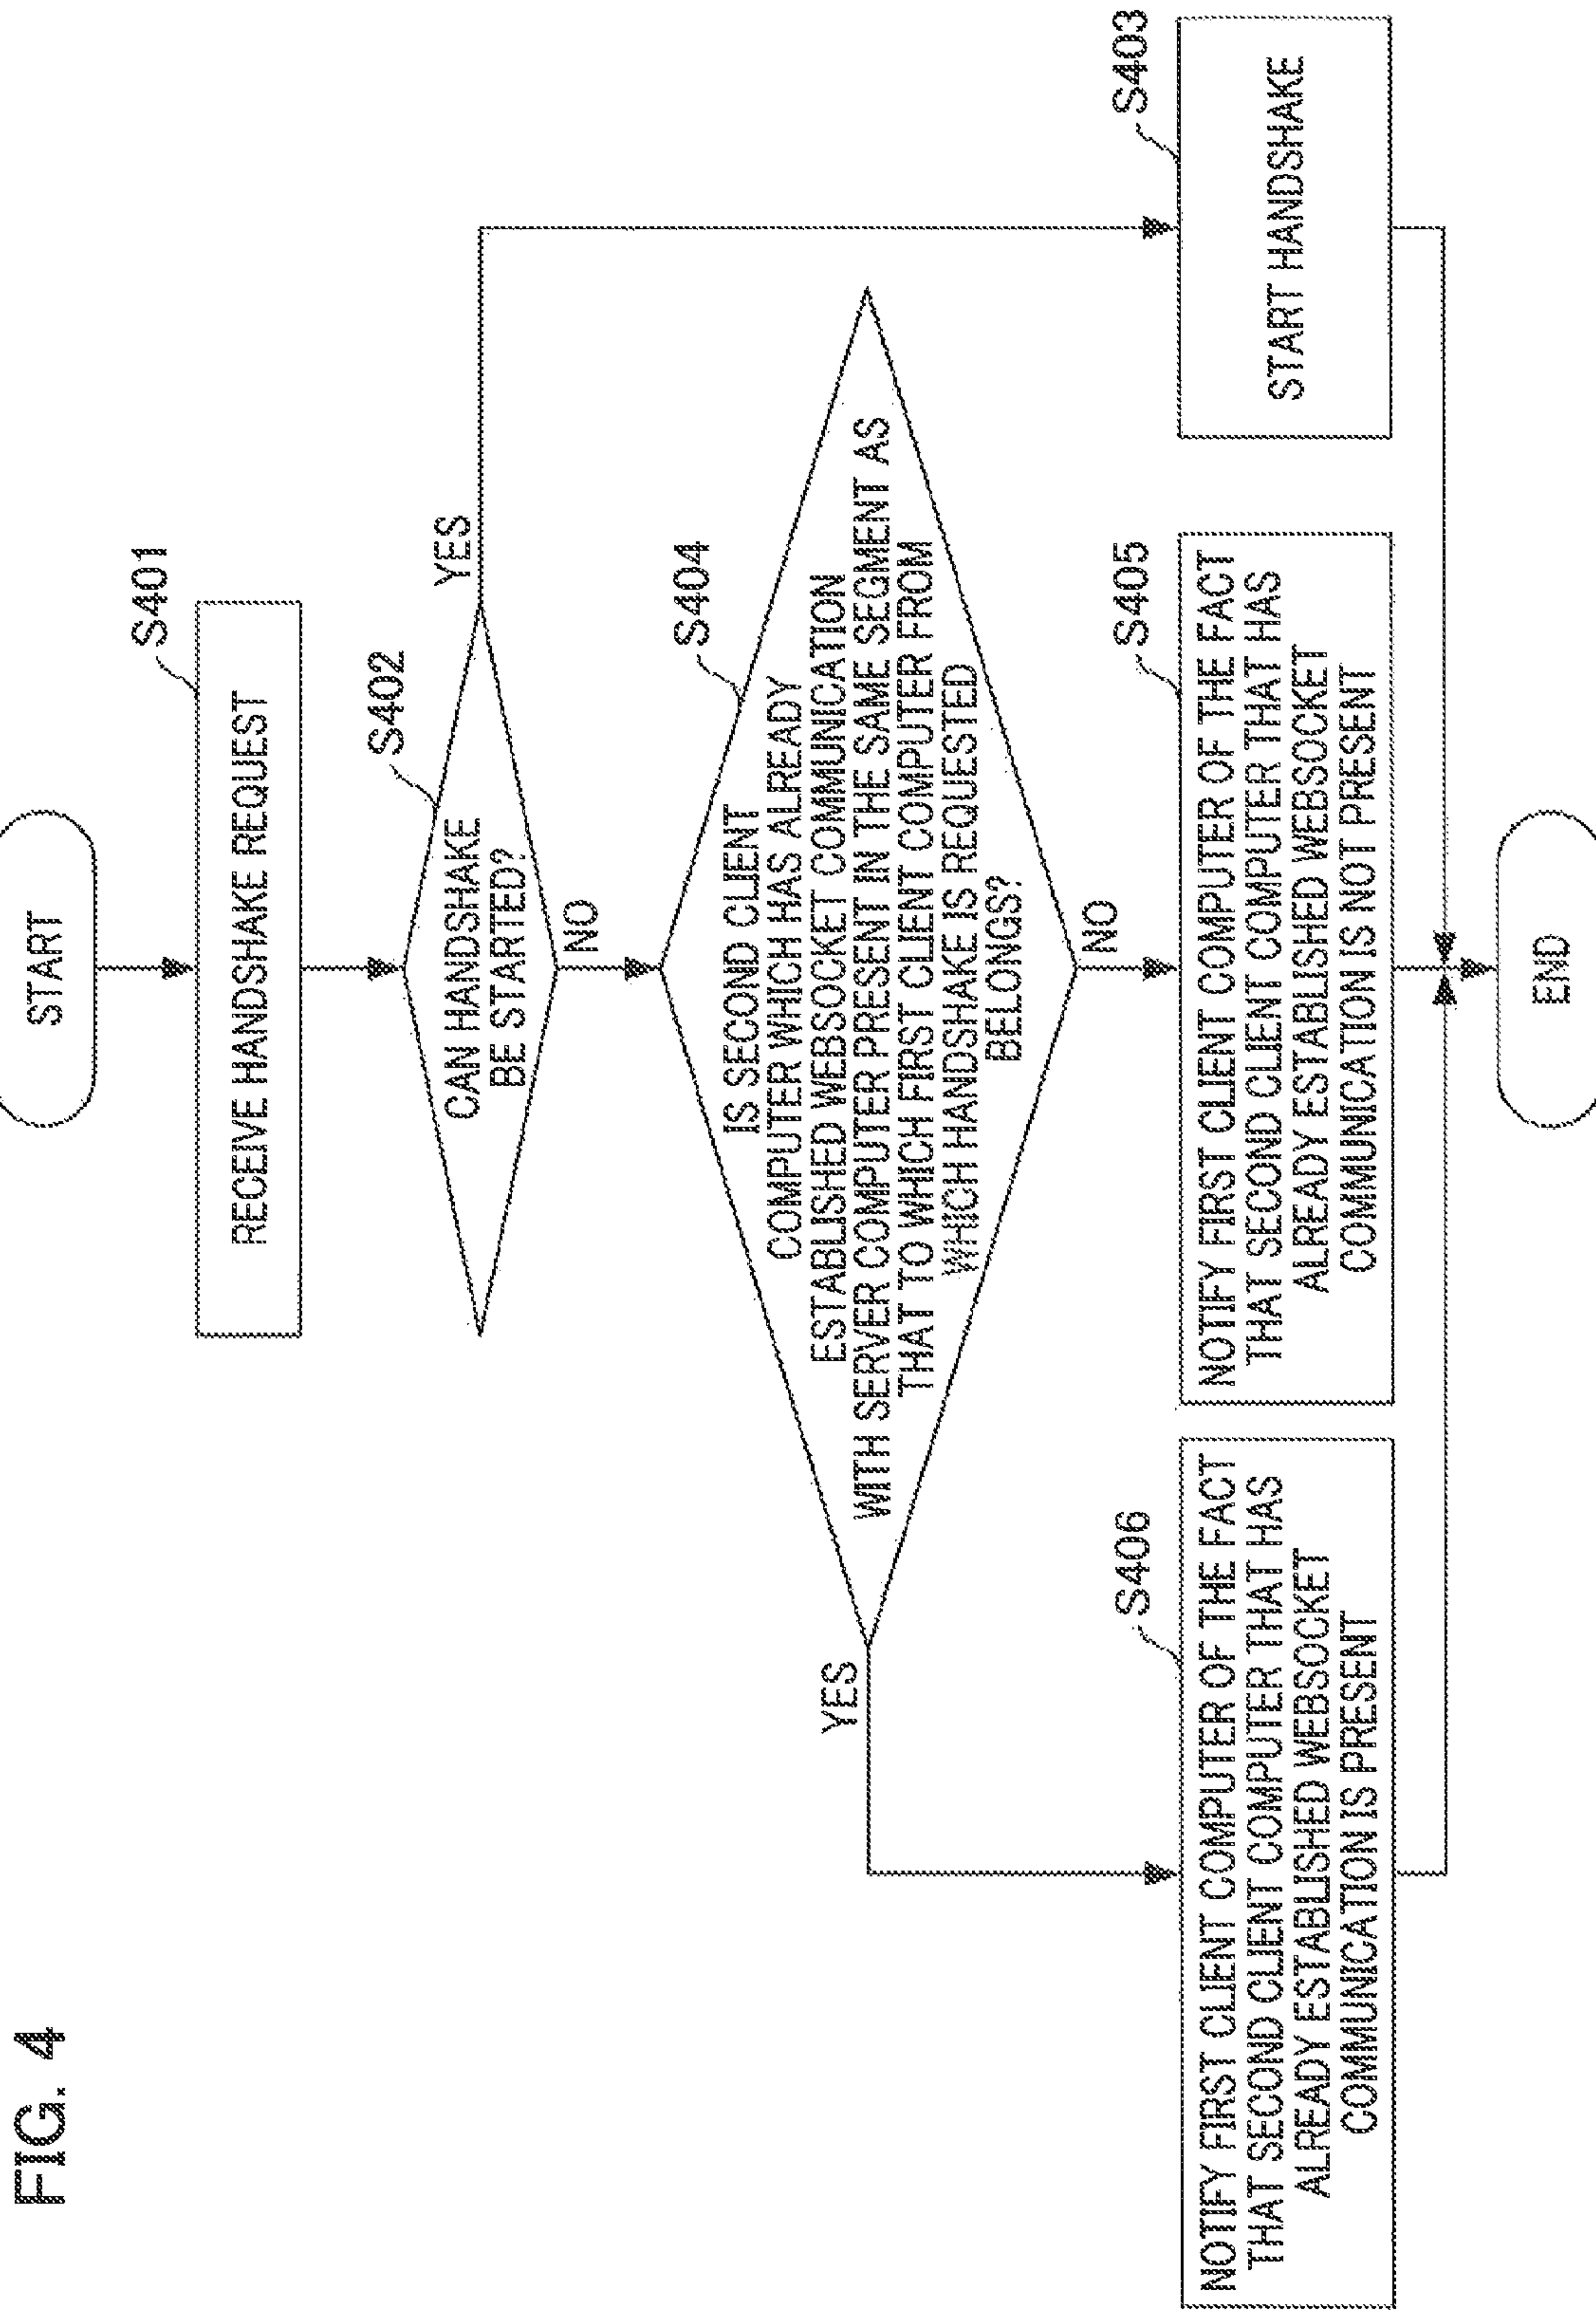 FIG. 4
START
S401
RECEIVE HANDSHAKE REQUEST
S402
CAN HANDSHAKE
BE STARTED?
YES
NO
S404
IS SECOND CLIENT
COMPUTER WHICH HAS ALREADY
ESTABLISHED WEBSOCKET COMMUNICATION
WITH SERVER COMPUTER PRESENT IN THE SAME SEGMENT AS
THAT TO WHICH FIRST CLIENT COMPUTER FROM
WHICH HANDSHAKE IS REQUESTED
BELONGS?
YES
NO
S406
NOTIFY FIRST CLIENT COMPUTER OF THE FACT
THAT SECOND CLIENT COMPUTER THAT HAS
ALREADY ESTABLISHED WEBSOCKET
COMMUNICATION IS PRESENT
S405
NOTIFY FIRST CLIENT COMPUTER OF THE FACT
THAT SECOND CLIENT COMPUTER THAT HAS
ALREADY ESTABLISHED WEBSOCKET
COMMUNICATION IS NOT PRESENT
S403
START HANDSHAKE
END